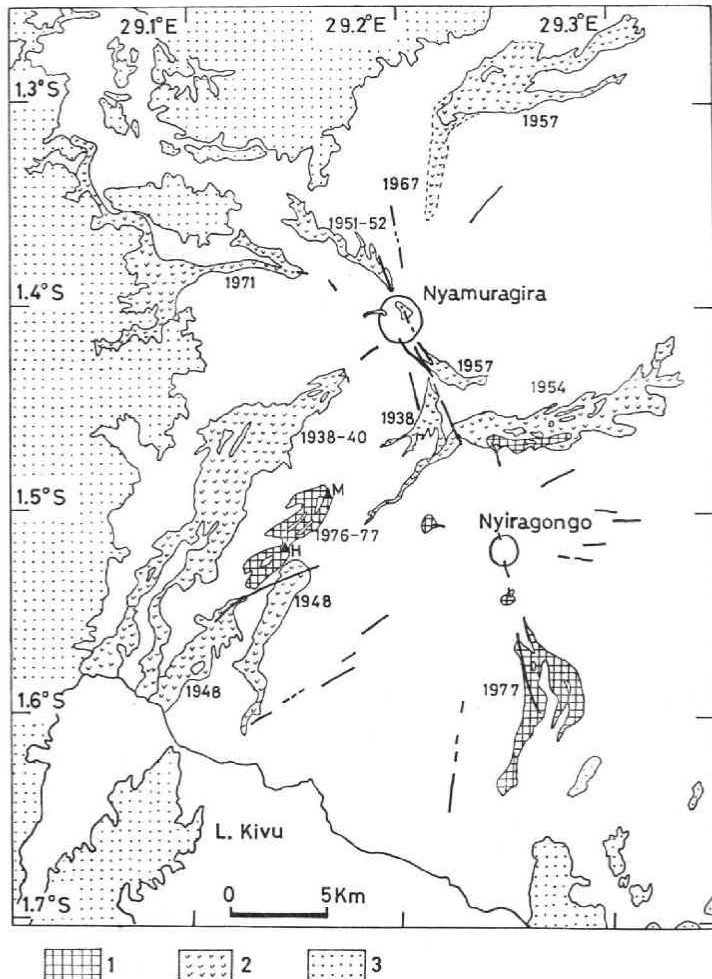 29.1°E 29.2°E 29.3°E
1.3°S
1957
1967
1951-52
1971
1.4°S
Nyamuragira
1957
1954
1938
1938-40
M
1.5°S
1976-77
Nyiragongo
H
1948
1948
1977
1.6°S
L. Kivu
0 5Km
1.7°S
1 2 3